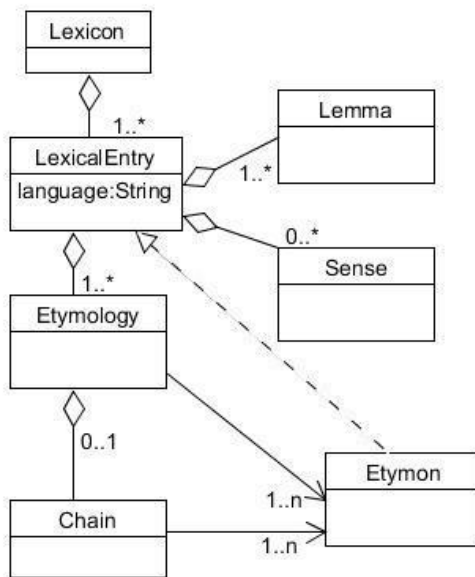 Lexicon
1..*
LexicalEntry
language:String
Lemma
1..*
0..*
Sense
1..*
Etymology
0..1
Chain
Etymon
1..n
1..n